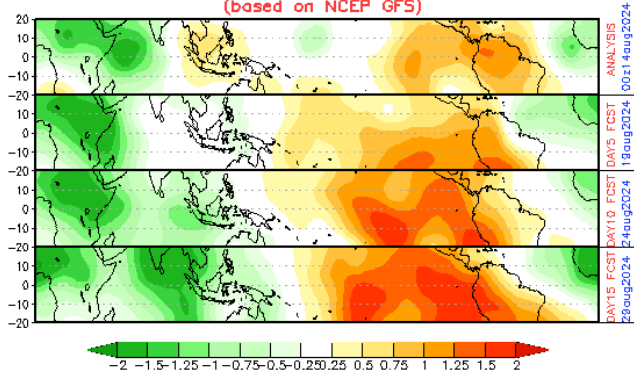 (based on NCEP GFS)
20
10
0
-10
-20
ANALYSIS
00z14aug2024
10
0
-10
-20
DAY5 FCST
19aug2024
10
0
-10
-20
DAY10 FCST
24aug2024
10
0
-10
-20
DAY15 FCST
29aug2024
-2 -1.5 -1.25 -1 -0.75 -0.5 -0.25 0.25 0.5 0.75 1 1.25 1.5 2